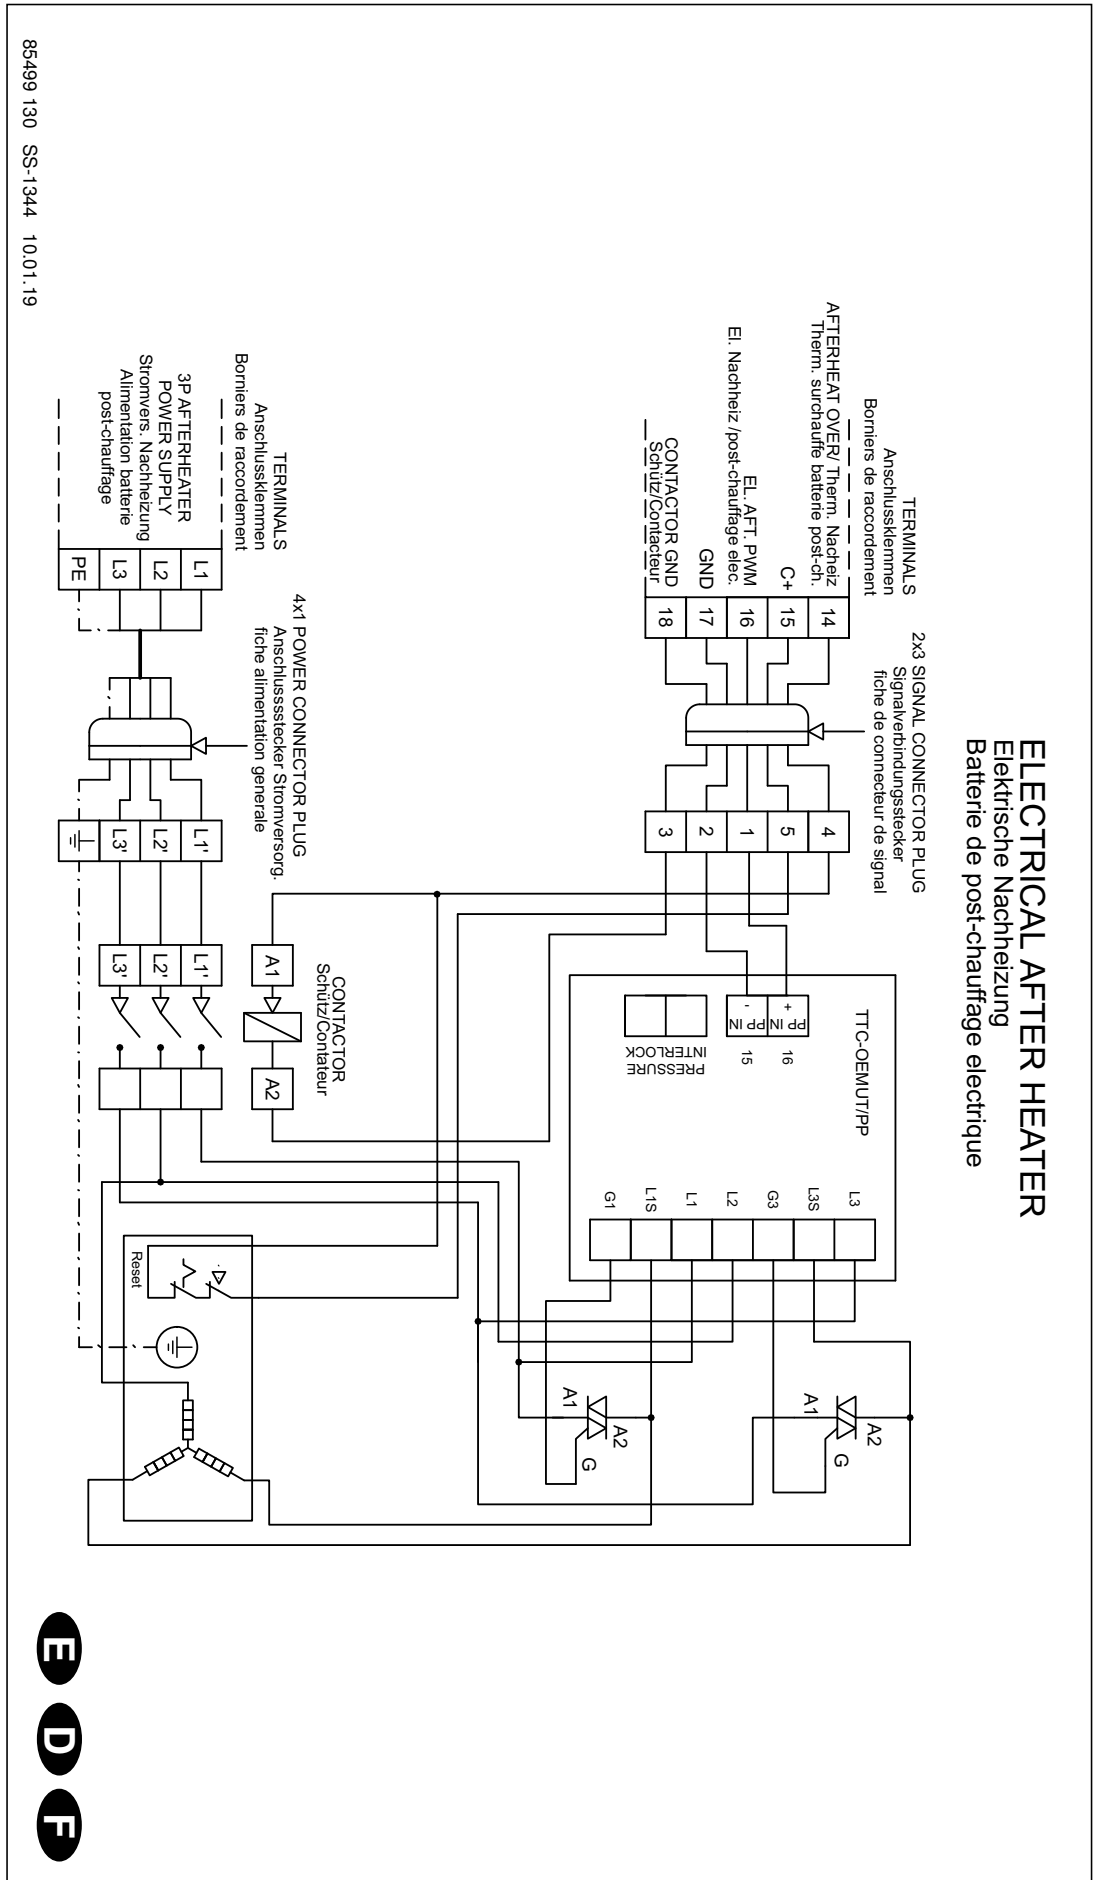 ELECTRICAL AFTER HEATER
Elektrische Nachheizung
Batterie de post-chauffage electrique
TERMINALS
Anschlussklemmen
Borniers de raccordement
2x3 SIGNAL CONNECTOR PLUG
Signalverbindungsstecker
fiche de connecteur de signal
AFTERHEAT OVER/ Therm. Nacheiz
Therm. surchauffe batterie post-ch.
C+
EL. AFT. PWM
El. Nachheiz /post-chauffage elec.
GND
CONTACTOR GND
Schütz/Contacteur
14
15
16
17
18
4
5
1
2
3
TTC-OEMUT/PP
+ PP IN
- PP IN
16
15
PRESSURE
INTERLOCK
L3
L3S
G3
L2
L1
L1S
G1
A1
A2
G
A1
A2
G
TERMINALS
Anschlussklemmen
Borniers de raccordement
3P AFTERHEATER
POWER SUPPLY
Stromvers. Nachheizung
Alimentation batterie
post-chauffage
L1
L2
L3
PE
4x1 POWER CONNECTOR PLUG
Anschlussstecker Stromversorg.
fiche alimentation generale
L1'
L2'
L3'
L1'
L2'
L3'
A1
CONTACTOR
Schütz/Contateur
A2
Reset
85499 130 SS-1344 10.01.19
E D F